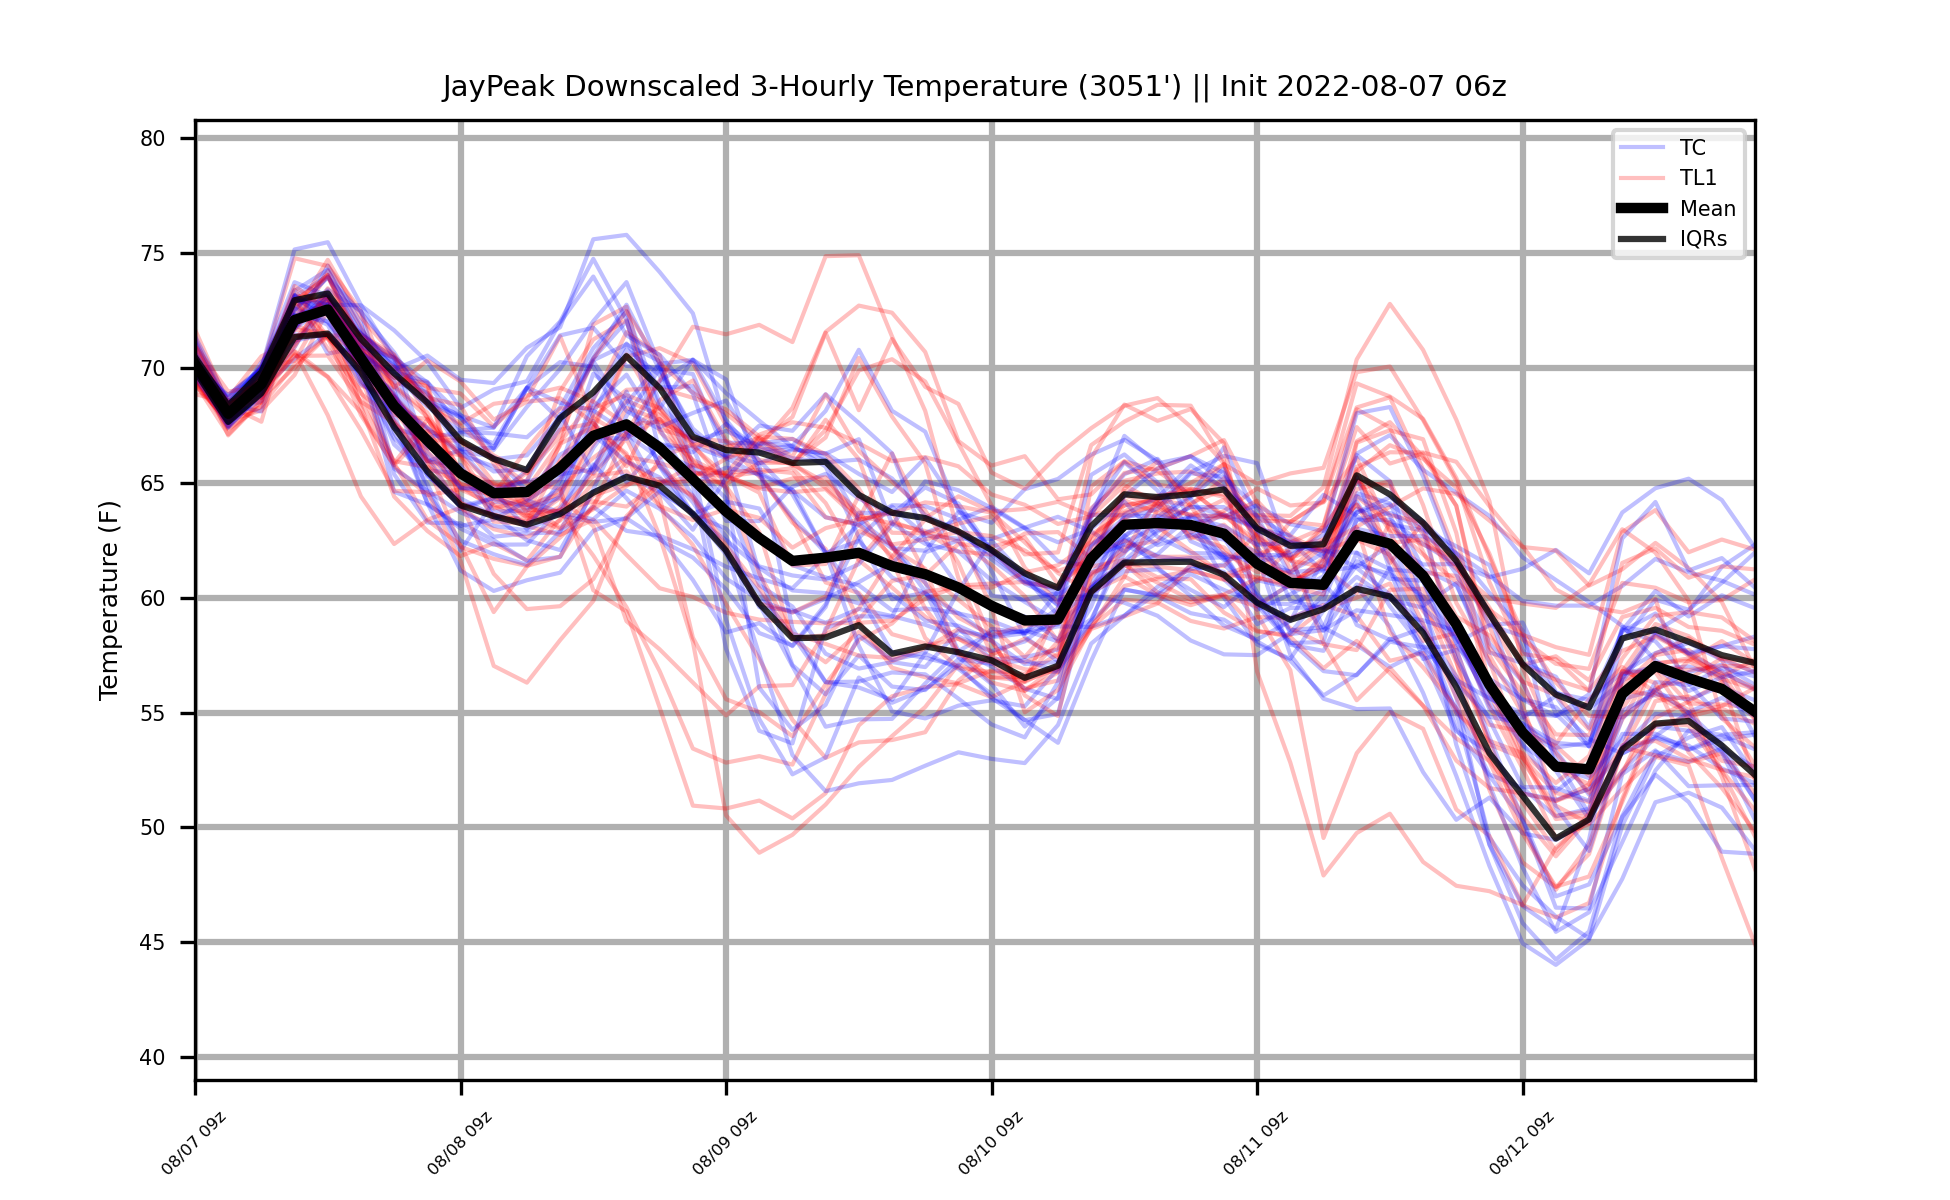 JayPeak Downscaled 3-Hourly Temperature (3051') || Init 2022-08-07 06z
TC
TL1
Mean
IQRs
Temperature (F)
80
75
70
65
60
55
50
45
40
08/07 09z
08/08 09z
08/09 09z
08/10 09z
08/11 09z
08/12 09z